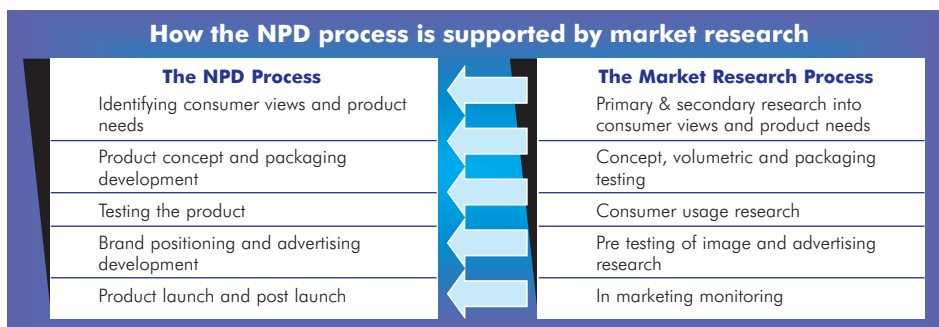 How the NPD process is supported by market research
The NPD Process
Identifying consumer views and product
needs
Product concept and packaging
development
Testing the product
Brand positioning and advertising
development
Product launch and post launch
The Market Research Process
Primary & secondary research into
consumer views and product needs
Concept, volumetric and packaging
testing
Consumer usage research
Pre testing of image and advertising
research
In marketing monitoring